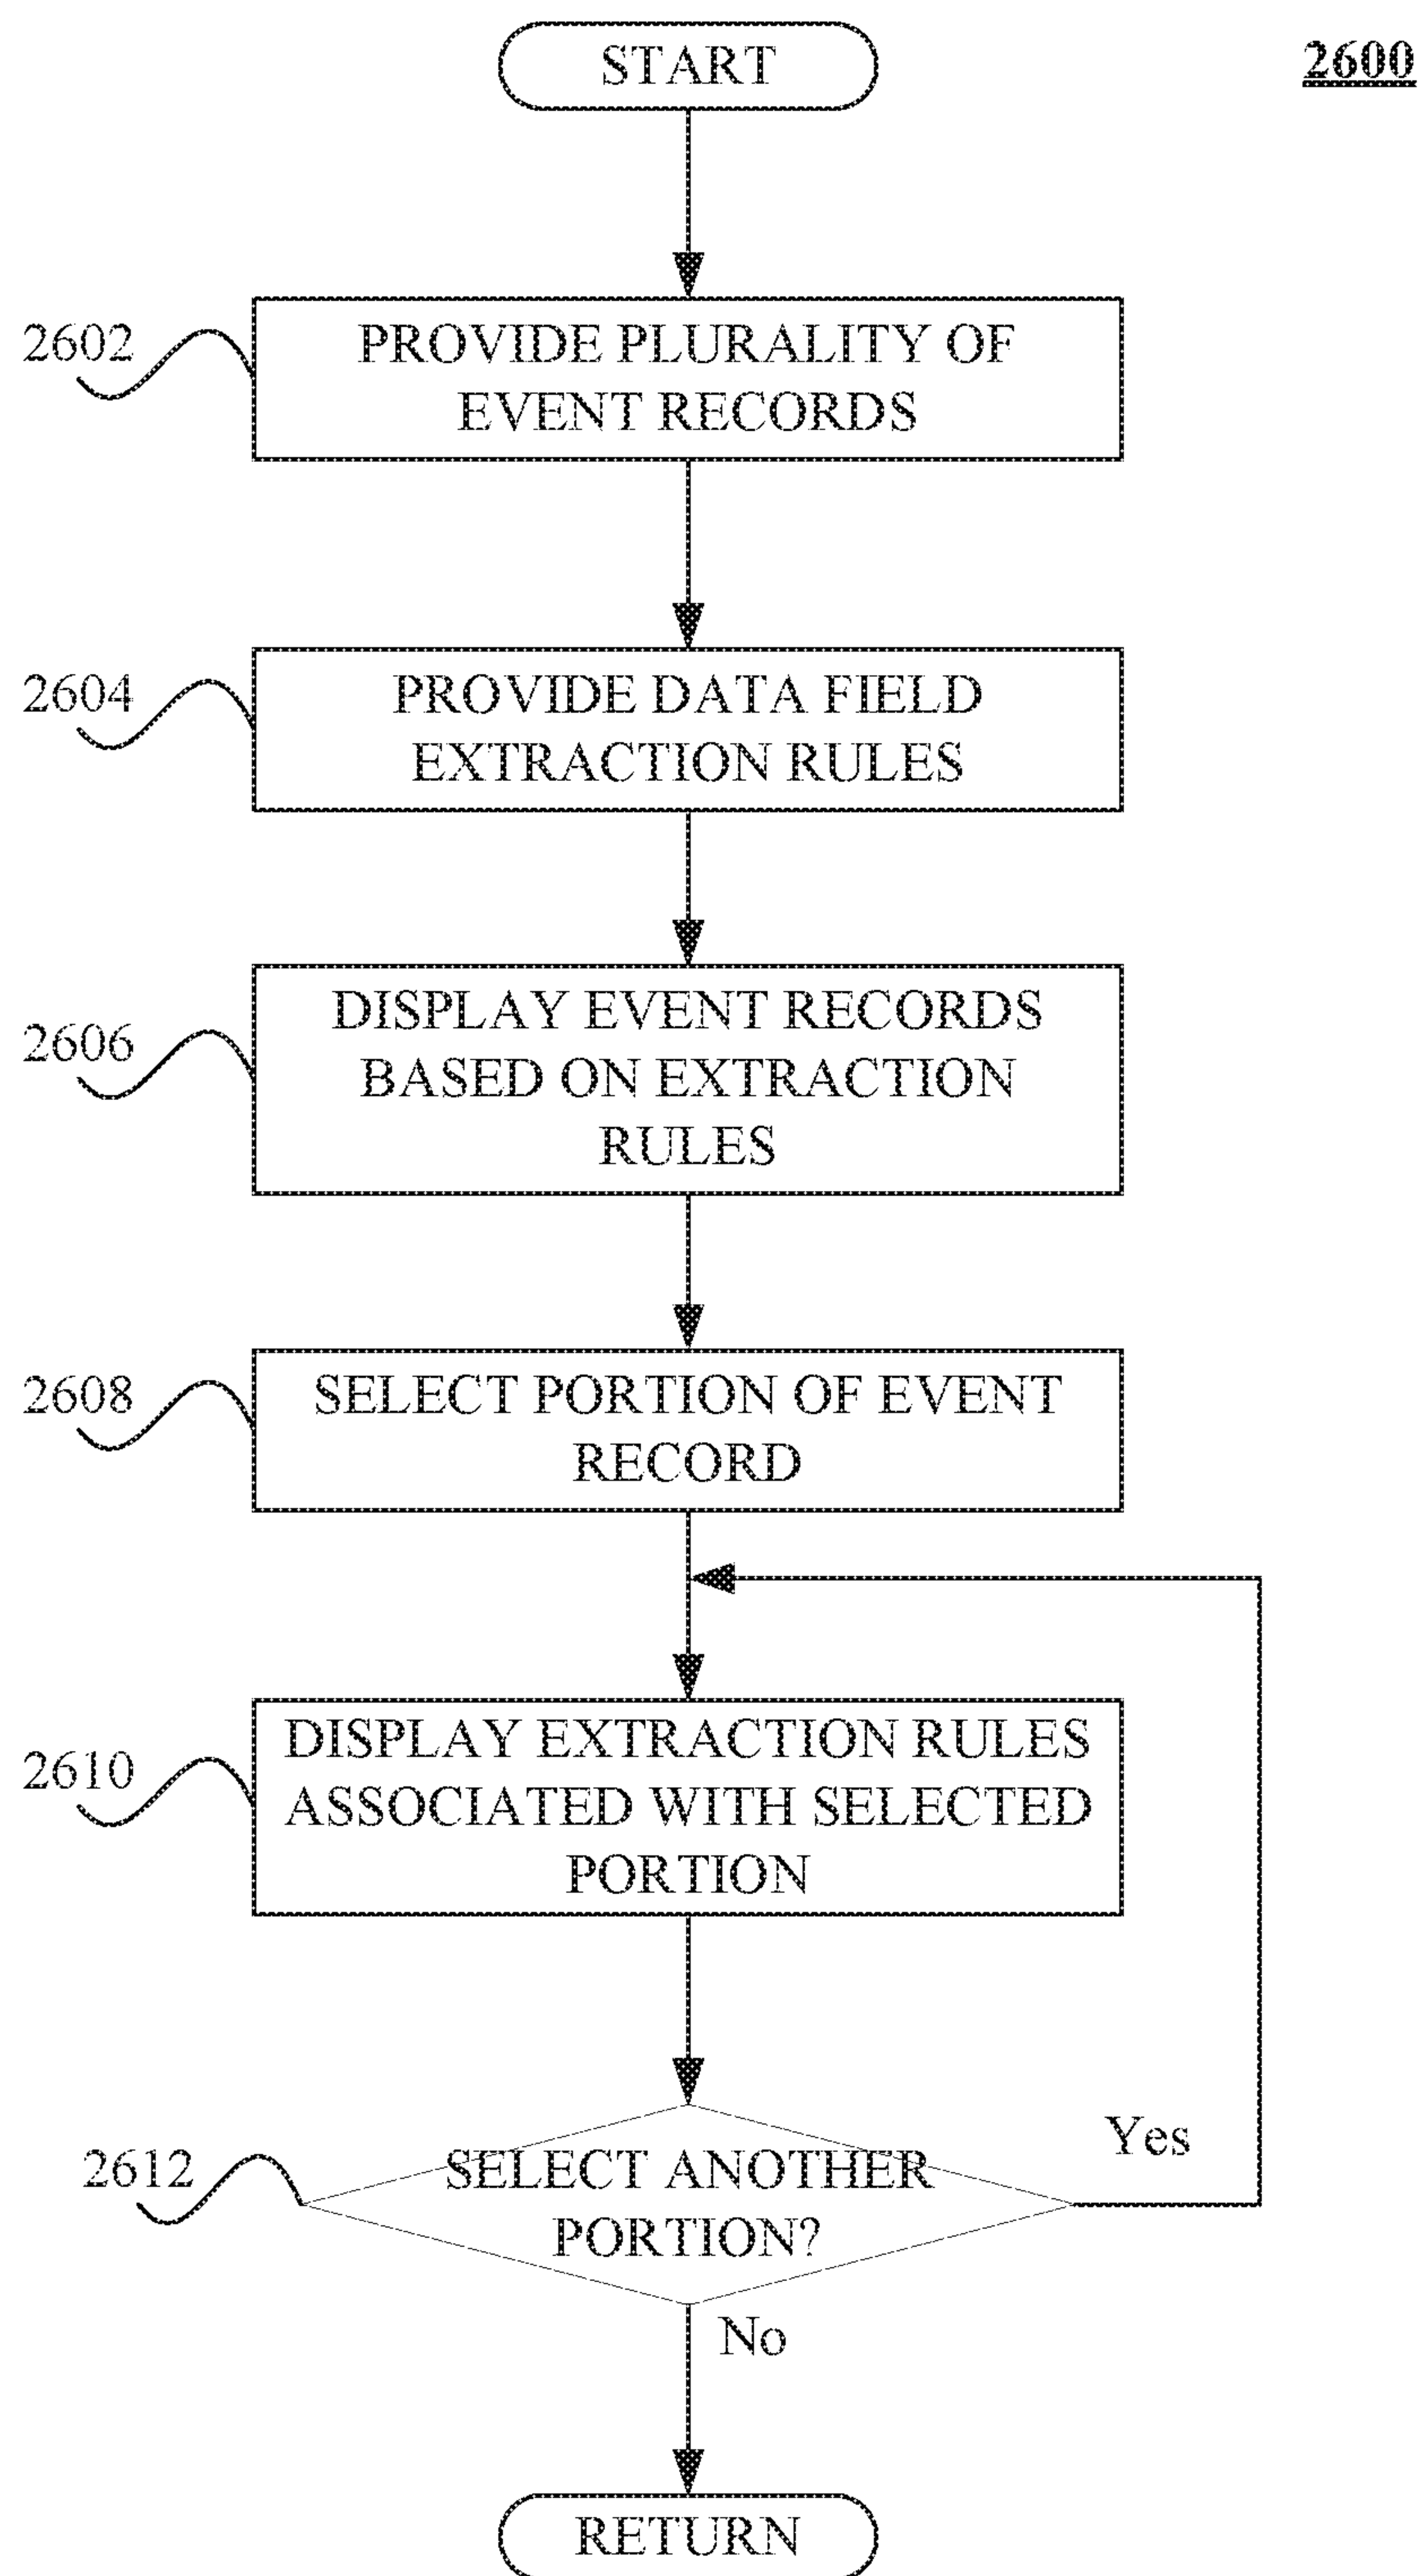 START
2600
2602
PROVIDE PLURALITY OF
EVENT RECORDS
2604
PROVIDE DATA FIELD
EXTRACTION RULES
2606
DISPLAY EVENT RECORDS
BASED ON EXTRACTION
RULES
2608
SELECT PORTION OF EVENT
RECORD
2610
DISPLAY EXTRACTION RULES
ASSOCIATED WITH SELECTED
PORTION
2612
SELECT ANOTHER
PORTION?
Yes
No
RETURN